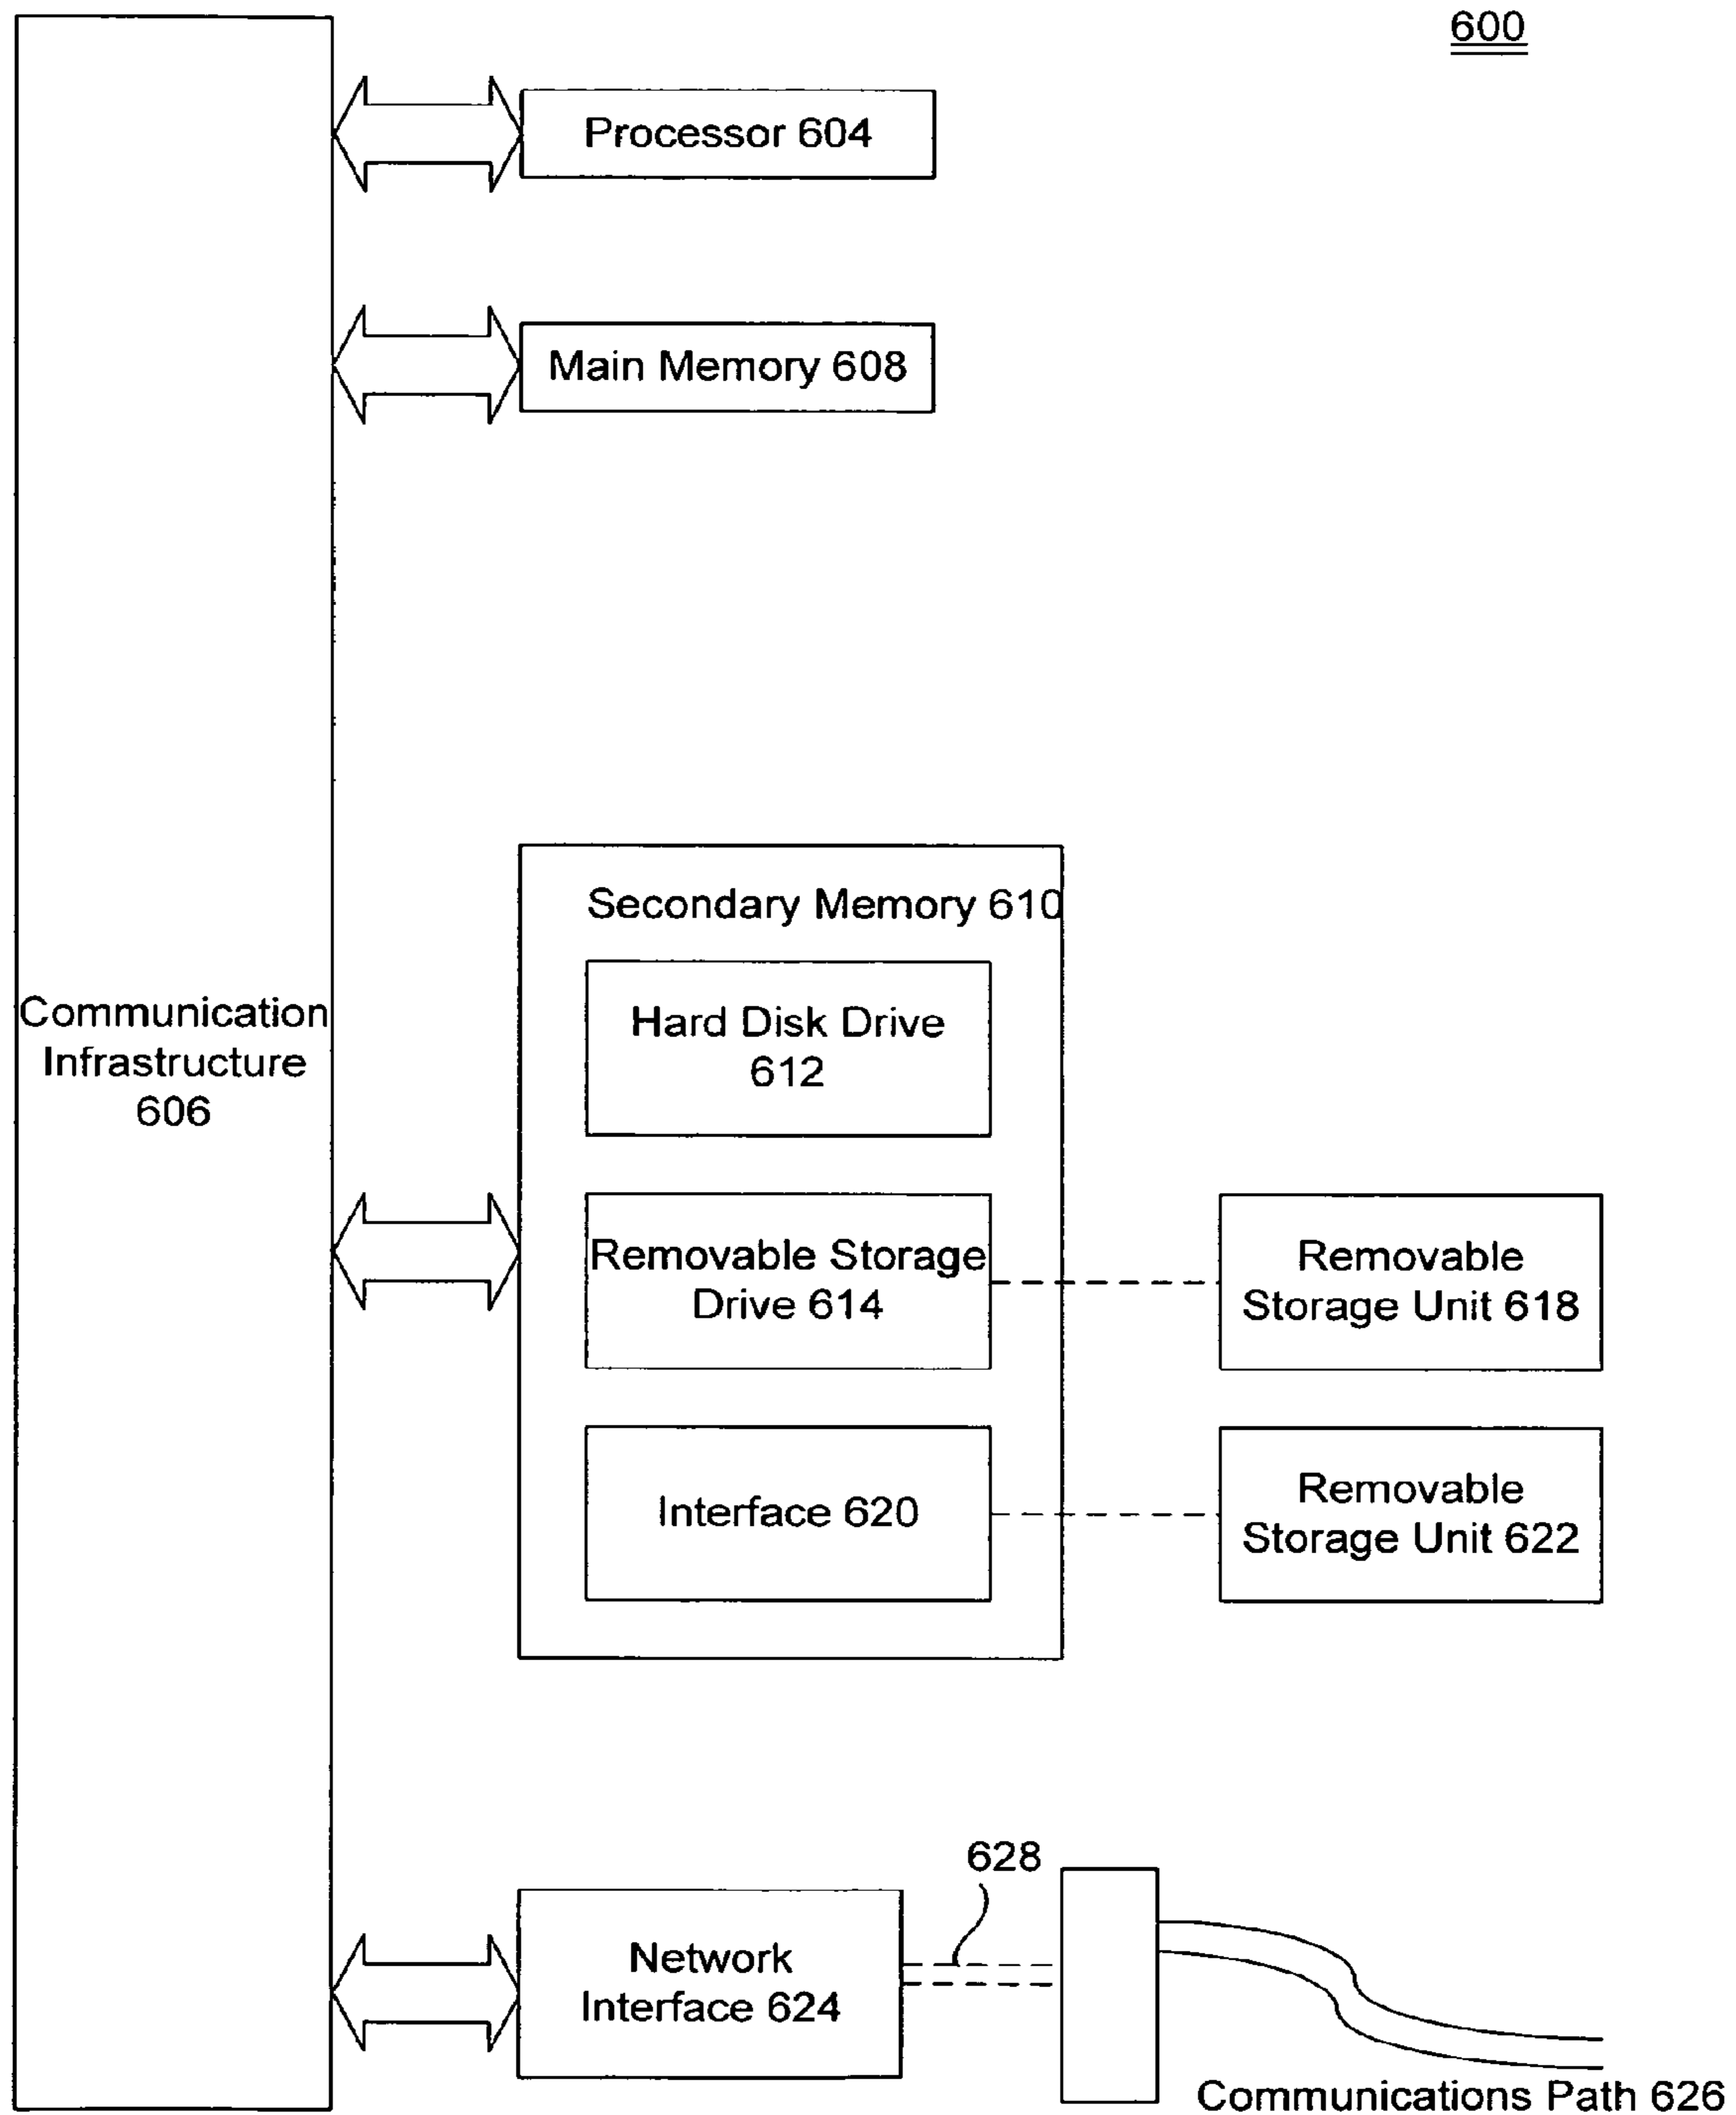 600
Processor 604
Main Memory 608
Secondary Memory 610
Hard Disk Drive
612
Communication
Infrastructure
606
Removable Storage
Drive 614
Removable
Storage Unit 618
Interface 620
Removable
Storage Unit 622
628
Network
Interface 624
Communications Path 626